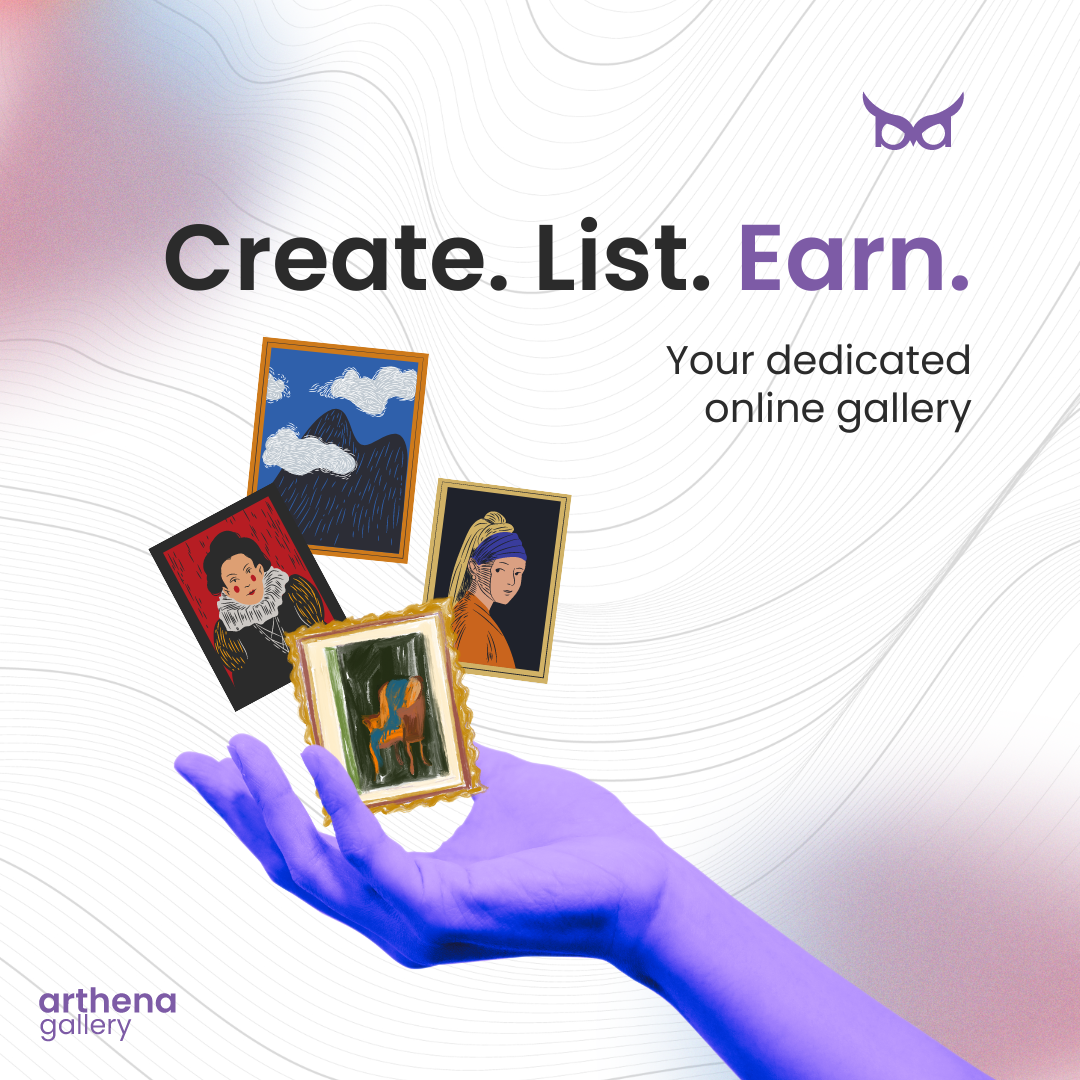 Create. List. Earn.
Your dedicated
online gallery
arthena
gallery